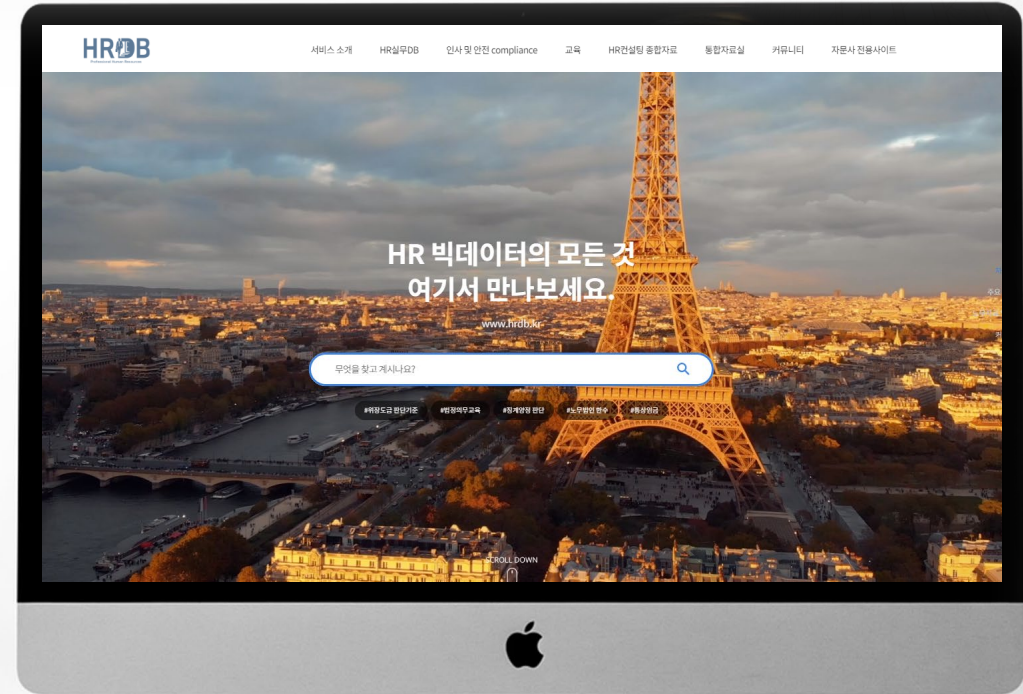 HRDB
Professional Human Resources
서비스 소개
HR실무DB
인사 및 안전 compliance
교육
HR컨설팅 종합자료
통합자료실
커뮤니티
자문사 전용사이트
HR 빅데이터의 모든 것
여기서 만나보세요.
www.hrdb.kr
무엇을 찾고 계시나요?
#위장도급 판단기준
#법정의무교육
#징계양정 판단
#노무법인 현수
#통상임금
주요
SCROLL DOWN